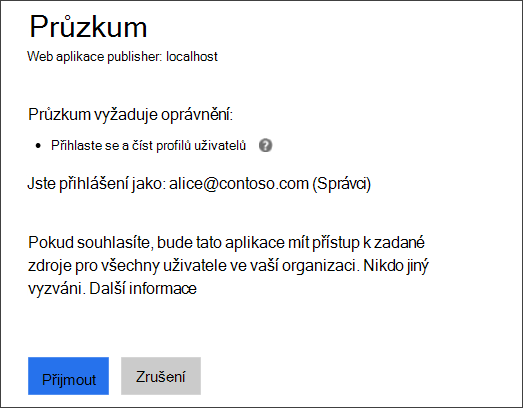 Průzkum
Web aplikace publisher: localhost
Průzkum vyžaduje oprávnění:
• Přihlaste se a číst profilů uživatelů ?
Jste přihlášení jako: alice@contoso.com (Správci)
Pokud souhlasíte, bude tato aplikace mít přístup k zadané
zdroje pro všechny uživatele ve vaší organizaci. Nikdo jiný
vyzváni. Další informace
Přijmout
Zrušení